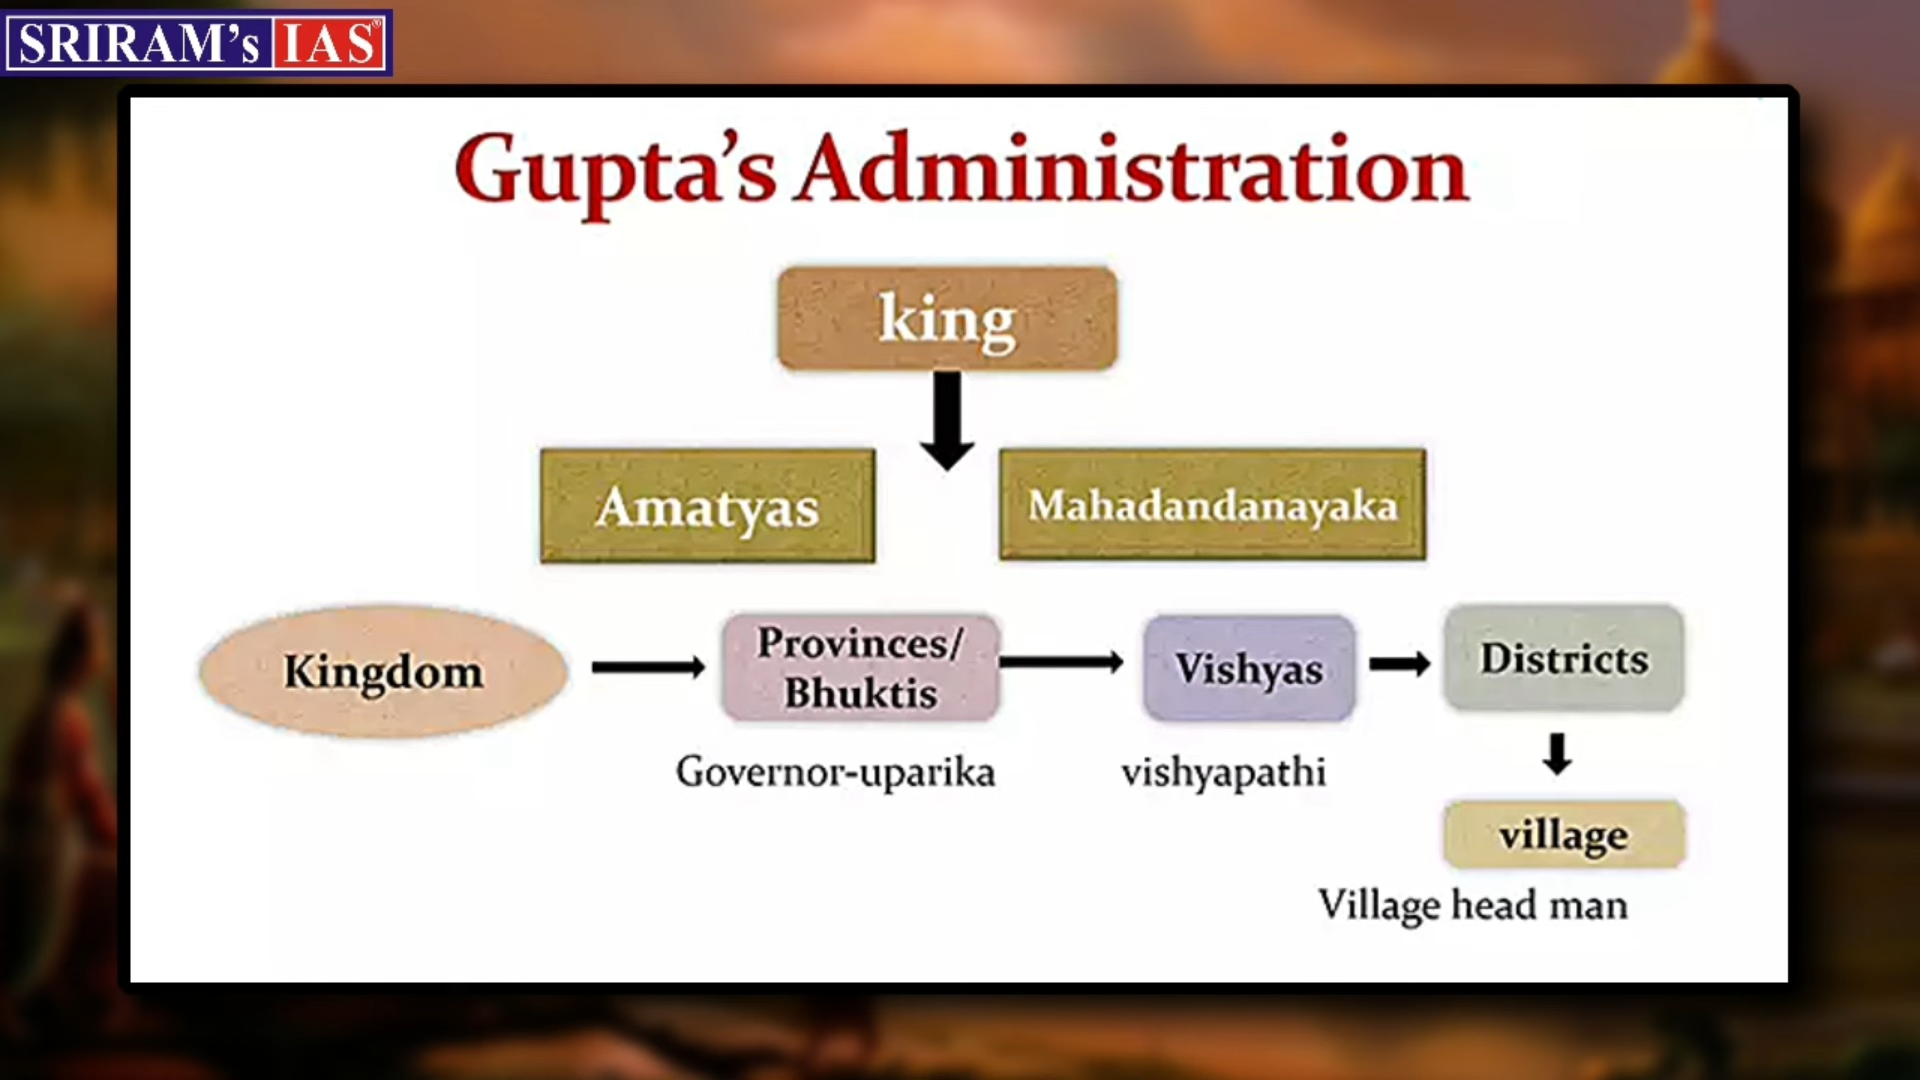 SRIRAM's IAS®
Gupta's Administration
king
Amatyas
Mahadandanayaka
Kingdom
Provinces/
Bhuktis
Vishyas
Districts
Governor-uparika
vishyapathi
village
Village head man